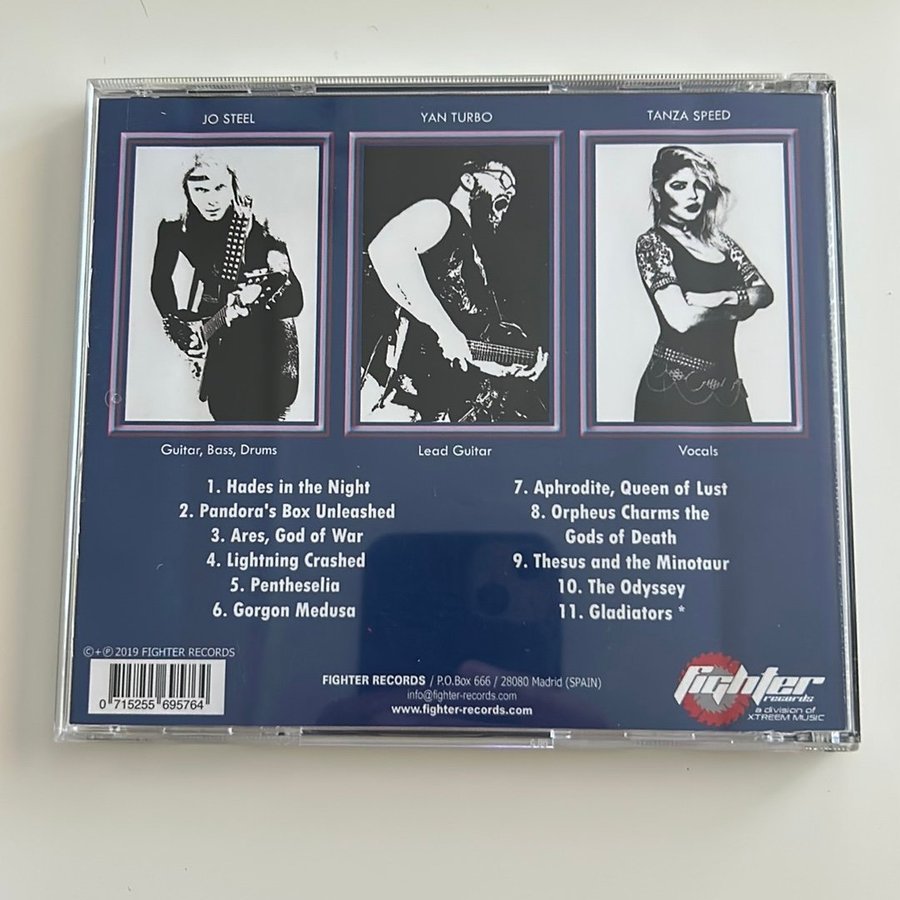 JO STEEL
YAN TURBO
TANZA SPEED
Guitar, Bass, Drums
Lead Guitar
Vocals
1. Hades in the Night
2. Pandora's Box Unleashed
3. Ares, God of War
4. Lightning Crashed
5. Pentheselia
6. Gorgon Medusa
7. Aphrodite, Queen of Lust
8. Orpheus Charms the
Gods of Death
9. Thesus and the Minotaur
10. The Odyssey
11. Gladiators *
©+℗ 2019 FIGHTER RECORDS
0 715255 695764
FIGHTER RECORDS / P.O.Box 666 / 28080 Madrid (SPAIN)
info@fighter-records.com
www.fighter-records.com
fighter
records
a division of
XTREEM MUSIC